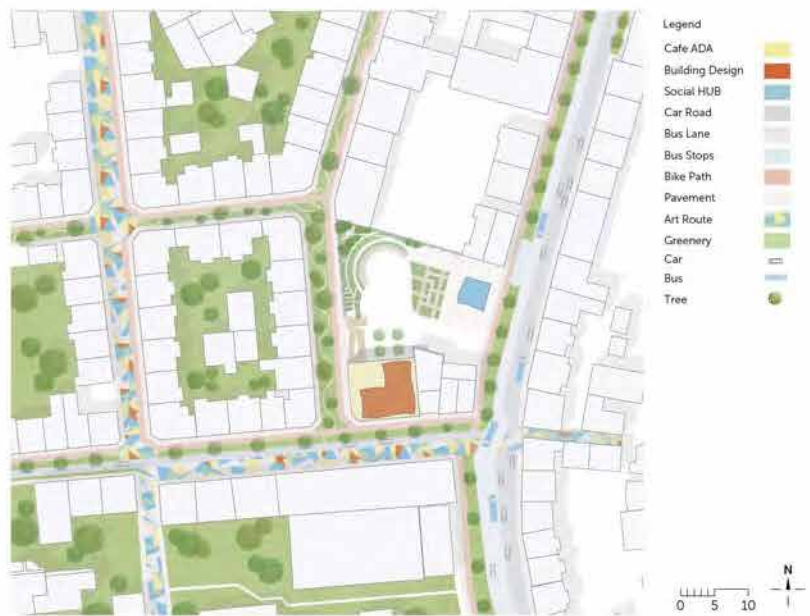 Legend
Cafe ADA
Building Design
Social HUB
Car Road
Bus Lane
Bus Stops
Bike Path
Pavement
Art Route
Greenery
Car
Bus
Tree
N
0 10